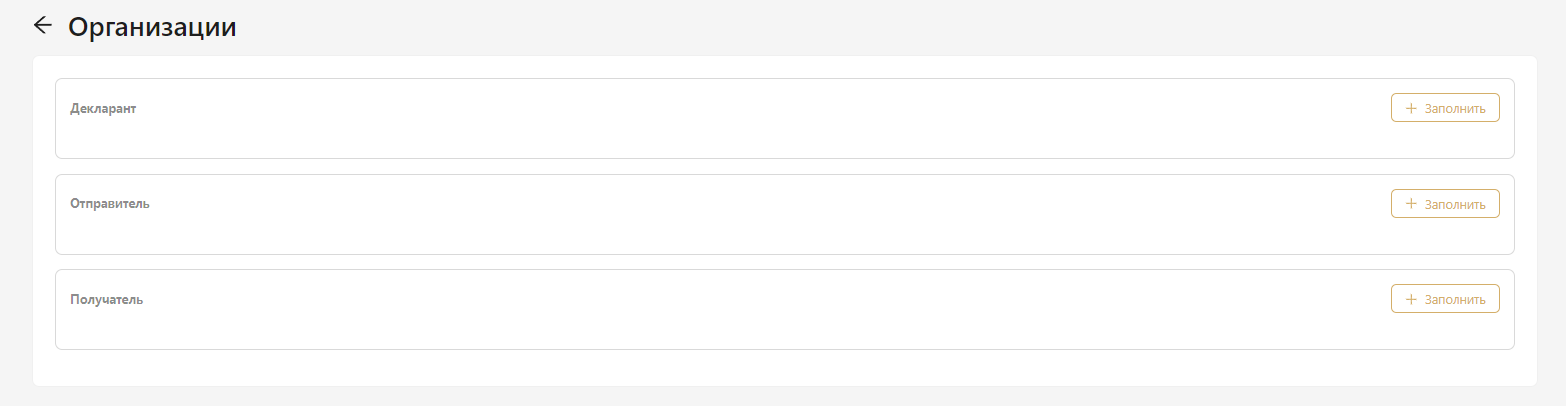 Организации
Декларант
Заполнить
Отправитель
Заполнить
Получатель
Заполнить